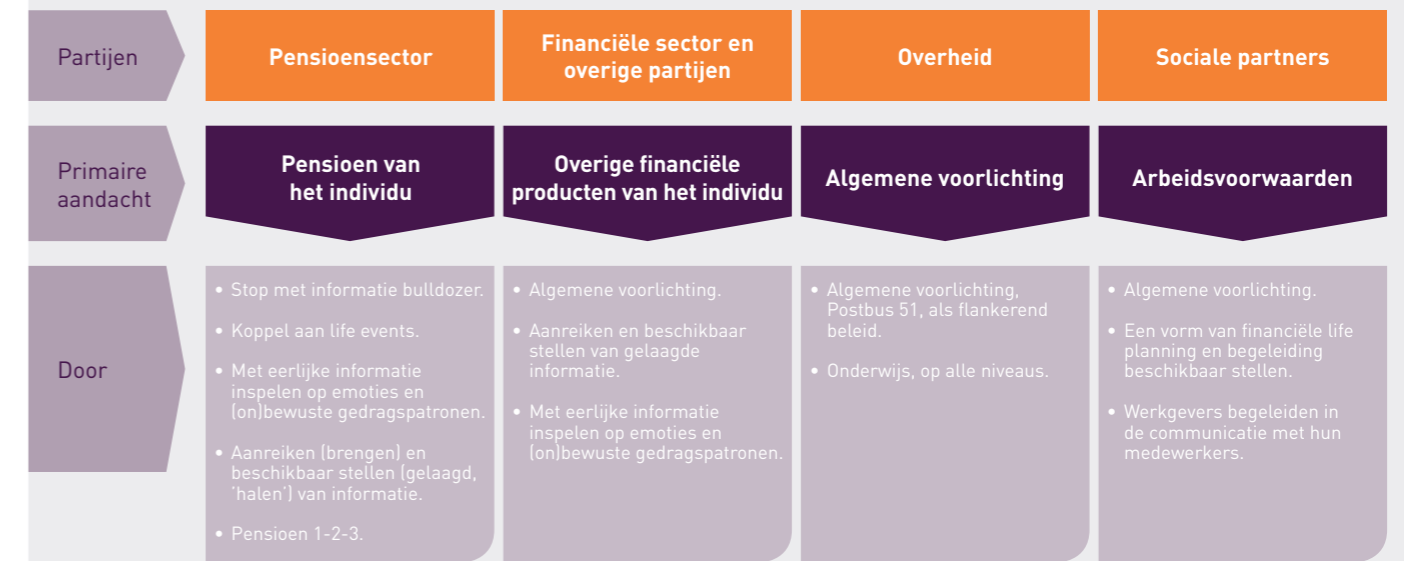 Partijen
Pensioensector
Financiële sector en
overige partijen
Overheid
Sociale partners
Primaire
aandacht
Pensioen van
het individu
Overige financiële
producten van het individu
Algemene voorlichting
Arbeidsvoorwaarden
Door
• Stop met informatie bulldozer.
• Koppel aan life events.
• Met eerlijke informatie
inspelen op emoties en
(on)bewuste gedragspatronen.
• Aanreiken (brengen) en
beschikbaar stellen (gelaagd,
'halen') van informatie.
• Pensioen 1-2-3.
• Algemene voorlichting.
• Aanreiken en beschikbaar
stellen van gelaagde
informatie.
• Met eerlijke informatie
inspelen op emoties en
(on)bewuste gedragspatronen.
• Algemene voorlichting,
Postbus 51, als flankerend
beleid.
• Onderwijs, op alle niveaus.
• Algemene voorlichting.
• Een vorm van financiële life
planning en begeleiding
beschikbaar stellen.
• Werkgevers begeleiden in
de communicatie met hun
medewerkers.